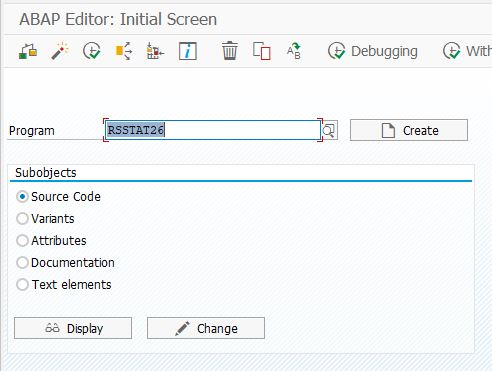 ABAP Editor: Initial Screen
Debugging With
Program RSSTAT26 Create
Subobjects
Source Code
Variants
Attributes
Documentation
Text elements
Display Change